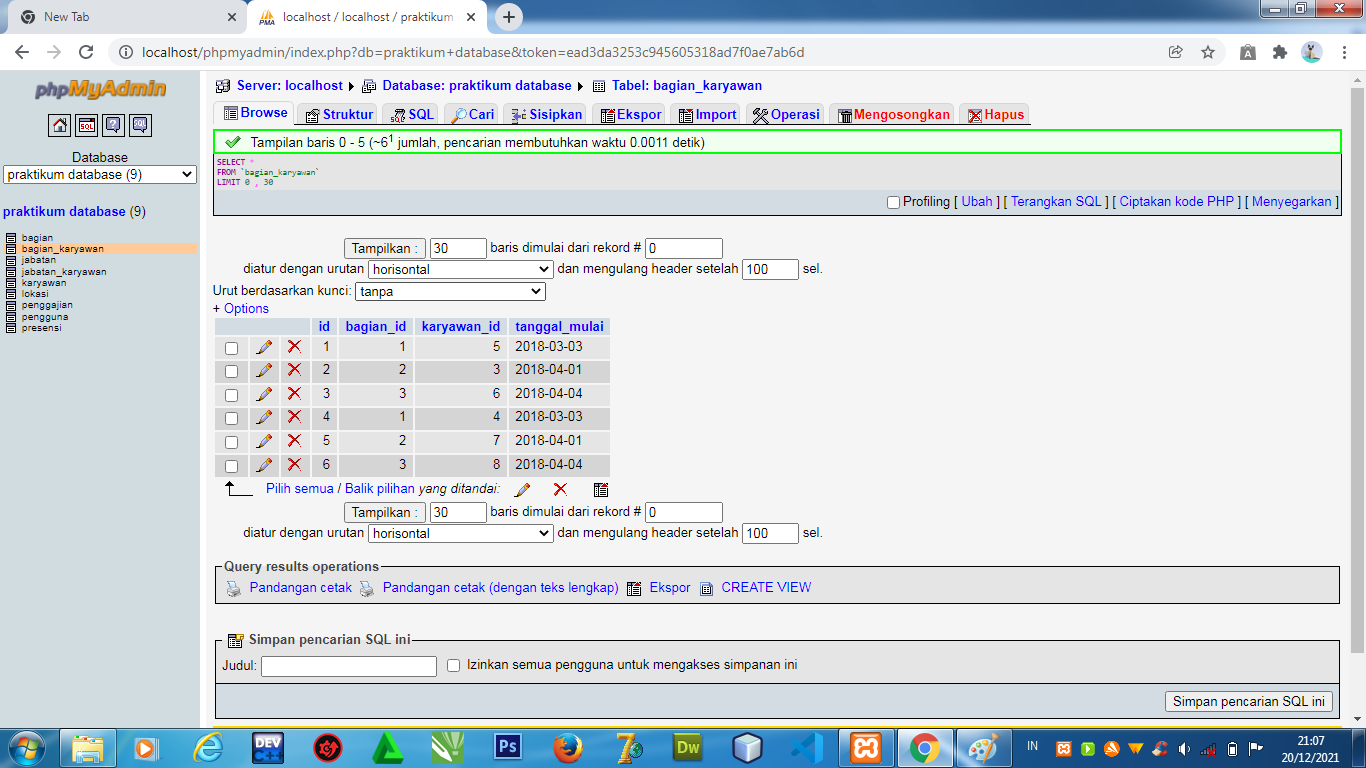 New Tab
localhost / localhost / praktikum
localhost/phpmyadmin/index.php?db=praktikum+database&token=ead3da3253c945605318ad7f0ae7ab6d
phpMyAdmin
SQL
Database
praktikum database (9)
praktikum database (9)
bagian
bagian_karyawan
jabatan
jabatan_karyawan
karyawan
lokasi
penggajian
pengguna
presensi
Server: localhost Database: praktikum database Tabel: bagian_karyawan
Browse Struktur SQL Cari Sisipkan Ekspor Import Operasi Mengosongkan Hapus
Tampilan baris 0 - 5 (~6¹ jumlah, pencarian membutuhkan waktu 0.0011 detik)
SELECT *
FROM `bagian_karyawan`
LIMIT 0 , 30
Profiling [ Ubah ] [ Terangkan SQL ] [ Ciptakan kode PHP ] [ Menyegarkan ]
Tampilkan : 30 baris dimulai dari rekord # 0
diatur dengan urutan horisontal dan mengulang header setelah 100 sel.
Urut berdasarkan kunci: tanpa
+ Options
id bagian_id karyawan_id tanggal_mulai
1 1 5 2018-03-03
2 2 3 2018-04-01
3 3 6 2018-04-04
4 1 4 2018-03-03
5 2 7 2018-04-01
6 3 8 2018-04-04
Pilih semua / Balik pilihan yang ditandai:
Tampilkan : 30 baris dimulai dari rekord # 0
diatur dengan urutan horisontal dan mengulang header setelah 100 sel.
Query results operations
Pandangan cetak Pandangan cetak (dengan teks lengkap) Ekspor CREATE VIEW
Simpan pencarian SQL ini
Judul: Izinkan semua pengguna untuk mengakses simpanan ini
Simpan pencarian SQL ini
DEV C++
Ps
Dw
IN
21:07
20/12/2021